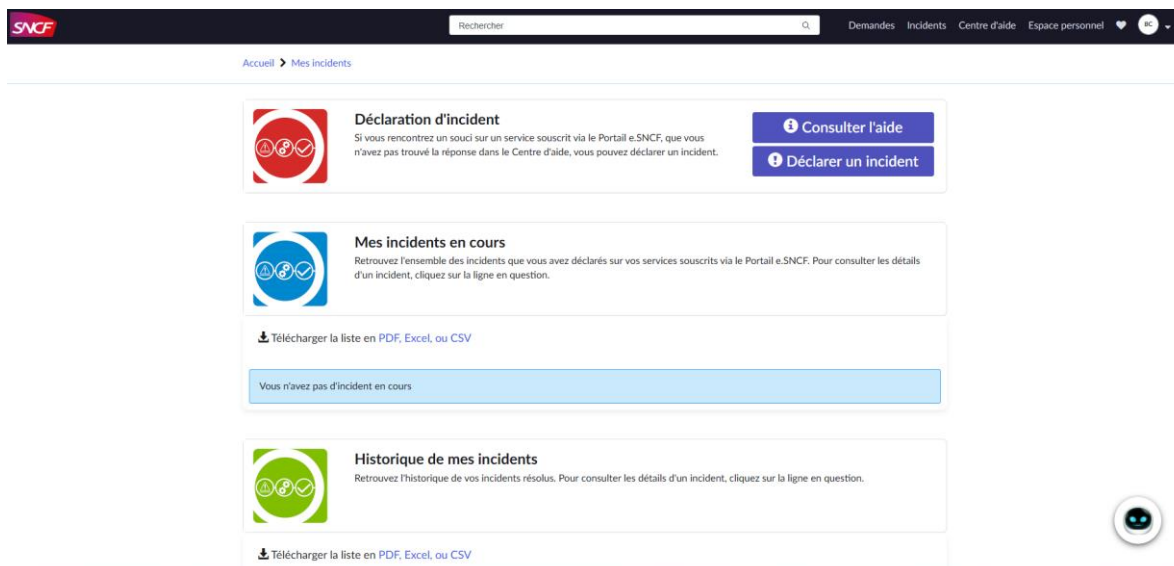 SNCF
Rechercher
Demandes Incidents Centre d'aide Espace personnel
BC
Accueil > Mes incidents
Déclaration d'incident
Si vous rencontrez un souci sur un service souscrit via le Portail e.SNCF, que vous
n'avez pas trouvé la réponse dans le Centre d'aide, vous pouvez déclarer un incident.
Consulter l'aide
Déclarer un incident
Mes incidents en cours
Retrouvez l'ensemble des incidents que vous avez déclarés sur vos services souscrits via le Portail e.SNCF. Pour consulter les détails
d'un incident, cliquez sur la ligne en question.
Télécharger la liste en PDF, Excel, ou CSV
Vous n'avez pas d'incident en cours
Historique de mes incidents
Retrouvez l'historique de vos incidents résolus. Pour consulter les détails d'un incident, cliquez sur la ligne en question.
Télécharger la liste en PDF, Excel, ou CSV